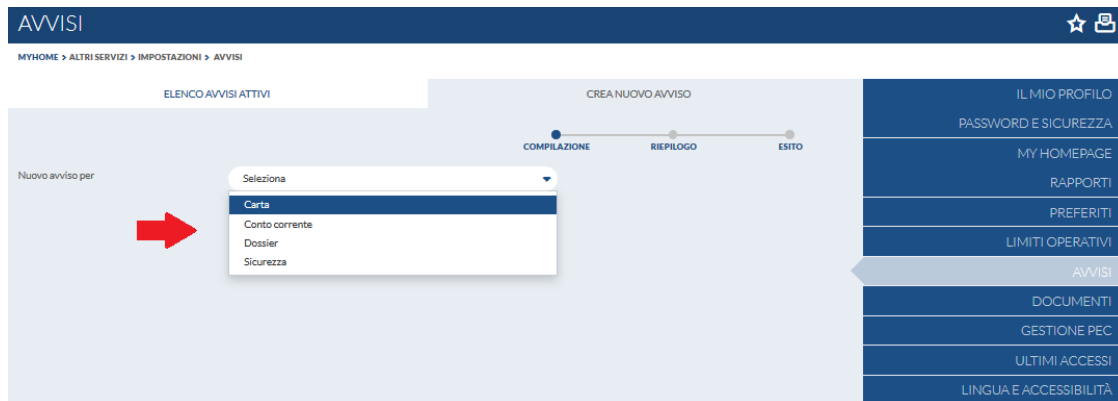 AVVISI
MYHOME > ALTRI SERVIZI > IMPOSTAZIONI > AVVISI
ELENCO AVVISI ATTIVI
CREA NUOVO AVVISO
COMPILAZIONE
RIEPILOGO
ESITO
Nuovo avviso per
Seleziona
Carta
Conto corrente
Dossier
Sicurezza
IL MIO PROFILO
PASSWORD E SICUREZZA
MY HOMEPAGE
RAPPORTI
PREFERITI
LIMITI OPERATIVI
AVVISI
DOCUMENTI
GESTIONE PEC
ULTIMI ACCESSI
LINGUA E ACCESSIBILITÀ